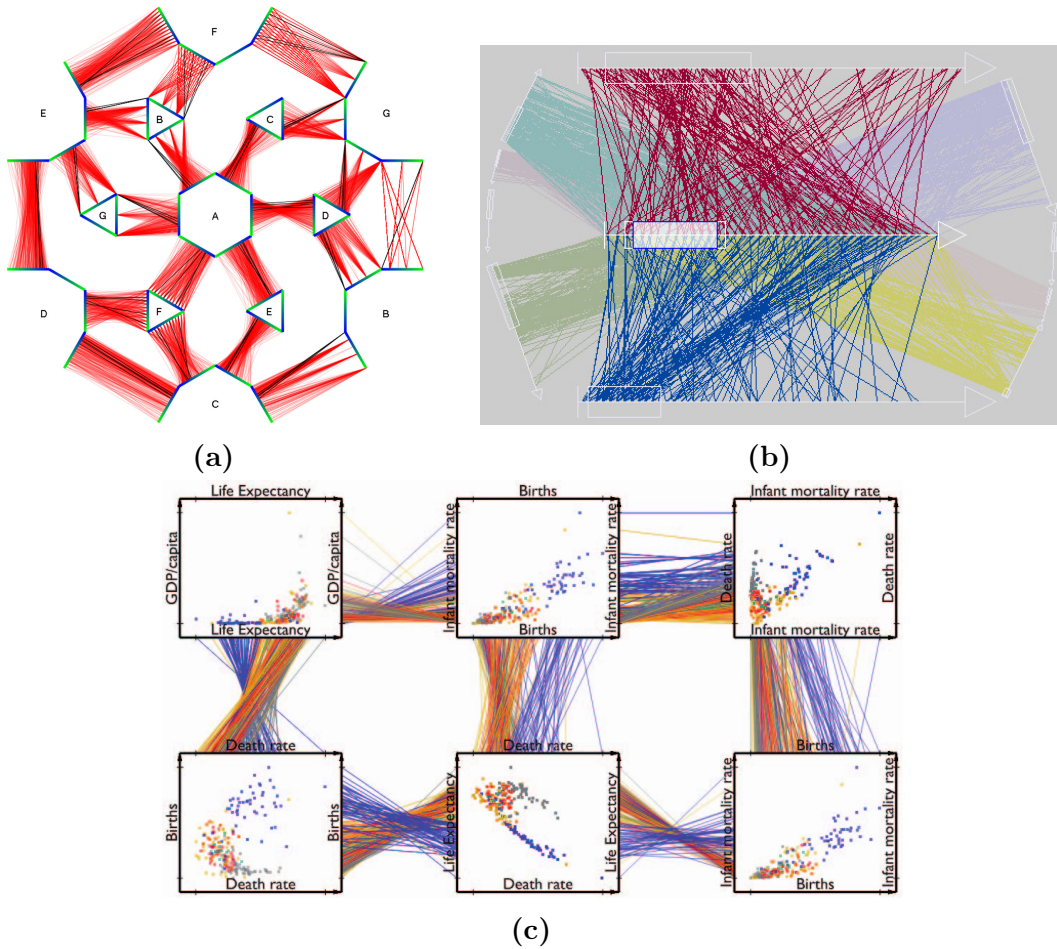 F
E
B
C
G
G
A
D
D
F
E
B
C
(a)
(b)
Life Expectancy
GDP/capita
GDP/capita
Life Expectancy
Births
Infant mortality rate
Infant mortality rate
Births
Infant mortality rate
Death rate
Death rate
Infant mortality rate
Death rate
Births
Births
Death rate
Death rate
Life Expectancy
Life Expectancy
Death rate
Births
Infant mortality rate
Infant mortality rate
Births
(c)